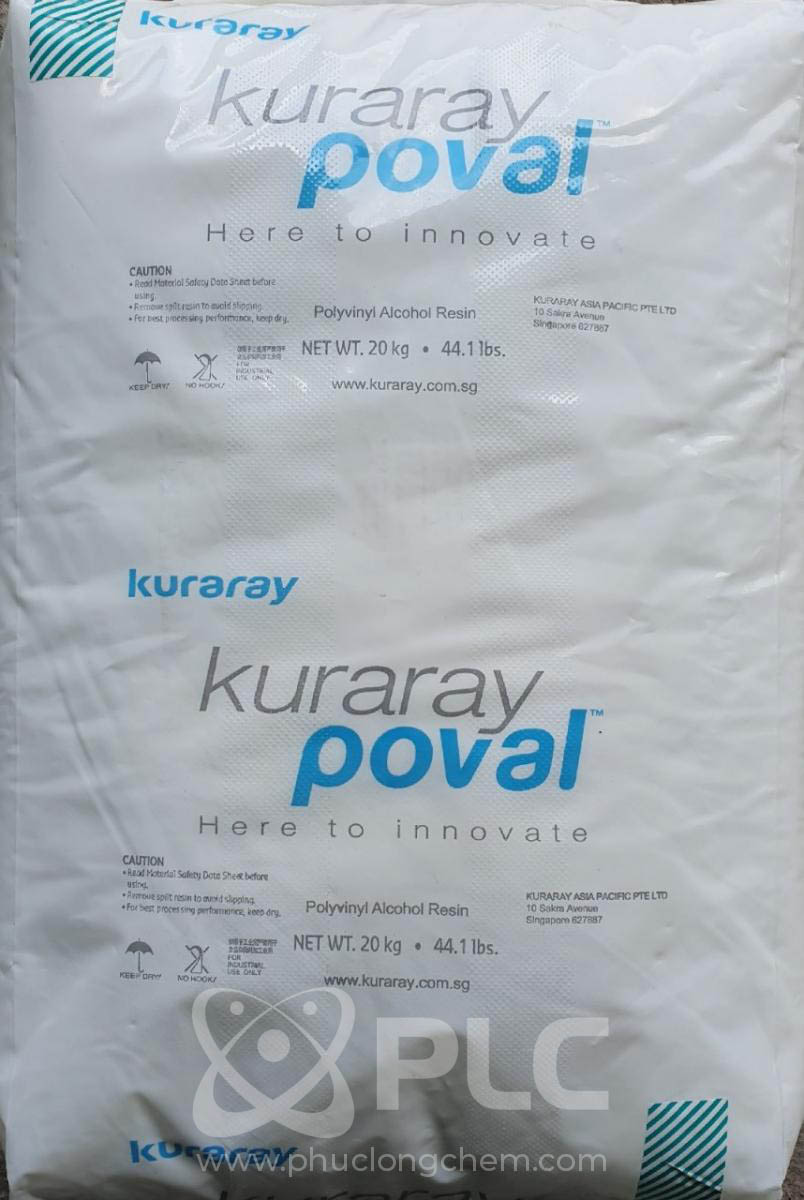 kuraray
kuraray
poval™
Here to innovate
CAUTION
• Read Material Safety Data Sheet before
using.
• Remove spilt resin to avoid slipping.
• For best processing performance, keep dry.
Polyvinyl Alcohol Resin
KURARAY ASIA PACIFIC PTE LTD
10 Sakra Avenue
Singapore 627887
NET WT. 20 kg • 44.1 lbs.
FOR
INDUSTRIAL
USE ONLY
KEEP DRY!
NO HOOK!
www.kuraray.com.sg
kuraray
kuraray
poval™
Here to innovate
CAUTION
• Read Material Safety Data Sheet before
using.
• Remove spilt resin to avoid slipping.
• For best processing performance, keep dry.
Polyvinyl Alcohol Resin
KURARAY ASIA PACIFIC PTE LTD
10 Sakra Avenue
Singapore 627887
NET WT. 20 kg • 44.1 lbs.
FOR
INDUSTRIAL
USE ONLY
KEEP DRY!
NO HOOK!
www.kuraray.com.sg
PLC
kuraray
www.phuclongchem.com
kuraray